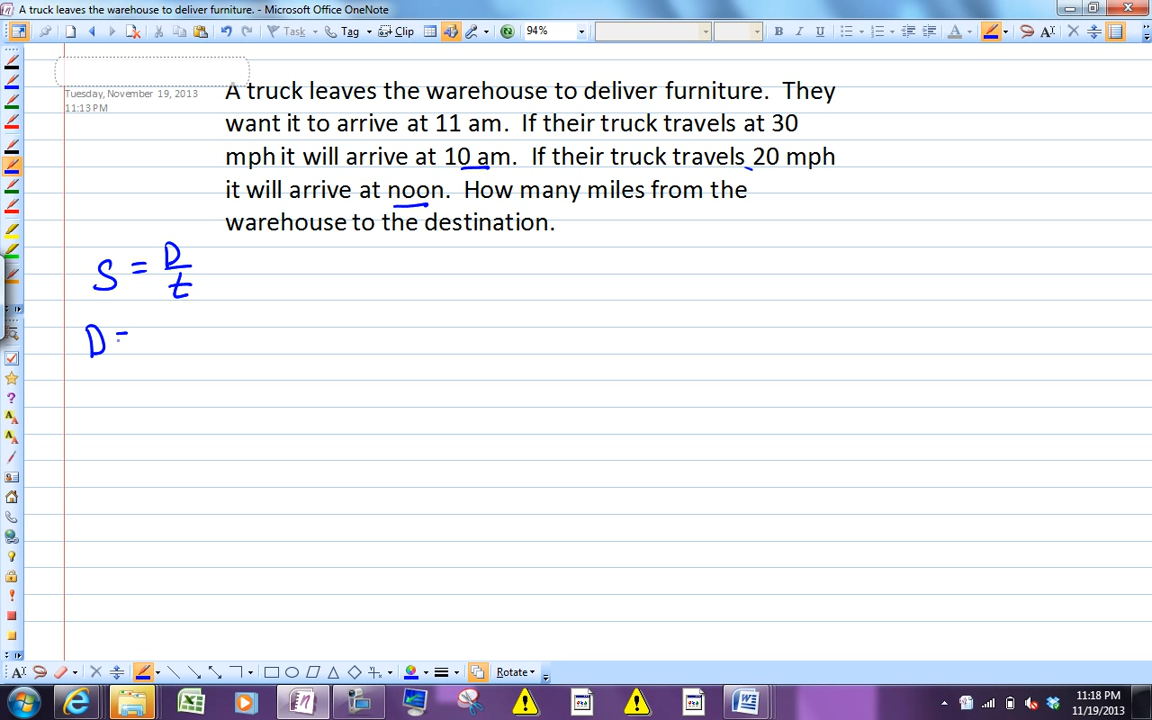 A truck leaves the warehouse to deliver furniture. - Microsoft Office OneNote
Task
Tag
Clip
94%
B I U
A
Tuesday, November 19, 2013
11:13 PM
A truck leaves the warehouse to deliver furniture. They
want it to arrive at 11 am. If their truck travels at 30
mph it will arrive at 10 am. If their truck travels 20 mph
it will arrive at noon. How many miles from the
warehouse to the destination.
S = D
t
D =
Rotate
11:18 PM
11/19/2013